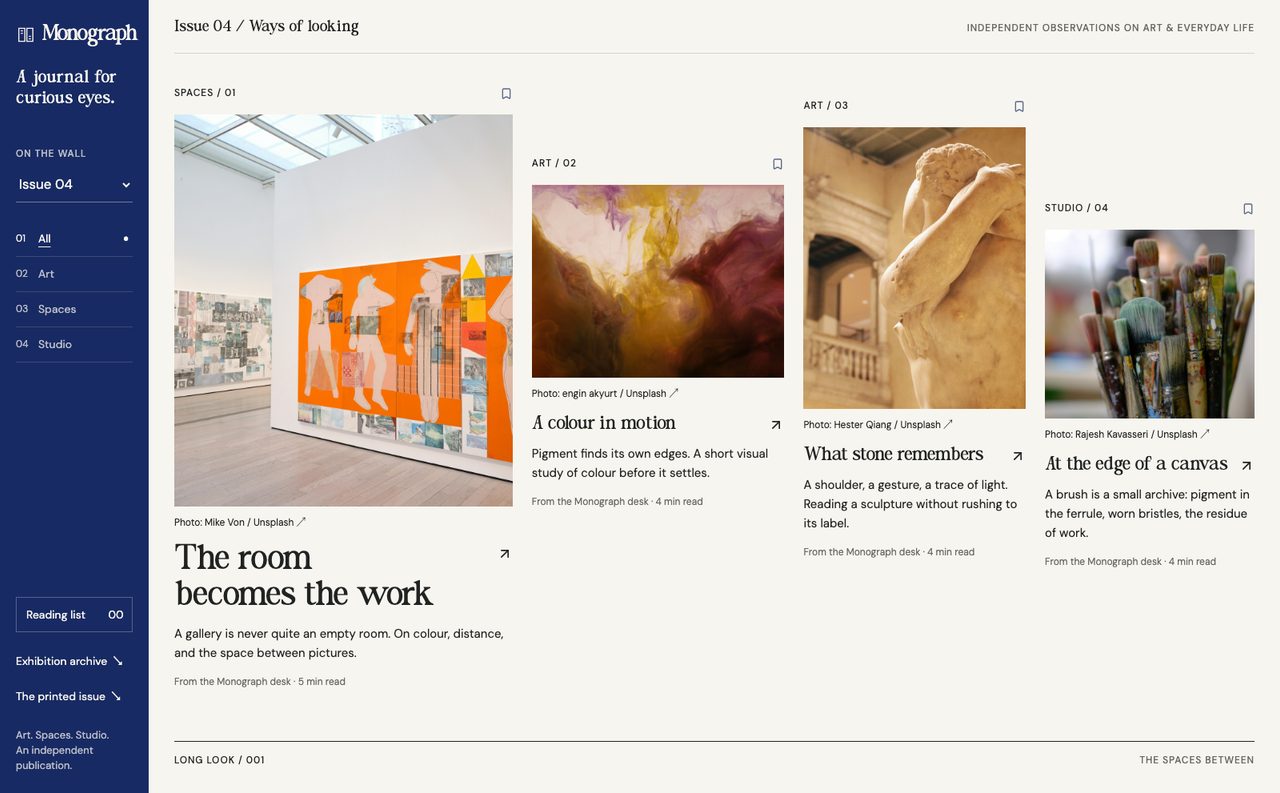 Monograph
A journal for
curious eyes.
ON THE WALL
Issue 04
01 All
02 Art
03 Spaces
04 Studio
Reading list 00
Exhibition archive ↘
The printed issue ↘
Art. Spaces. Studio.
An independent
publication.
Issue 04 / Ways of looking
INDEPENDENT OBSERVATIONS ON ART & EVERYDAY LIFE
SPACES / 01
Photo: Mike Von / Unsplash ↗
The room
becomes the work
A gallery is never quite an empty room. On colour, distance,
and the space between pictures.
From the Monograph desk · 5 min read
ART / 02
Photo: engin akyurt / Unsplash ↗
A colour in motion
Pigment finds its own edges. A short visual
study of colour before it settles.
From the Monograph desk · 4 min read
ART / 03
Photo: Hester Qiang / Unsplash ↗
What stone remembers
A shoulder, a gesture, a trace of light.
Reading a sculpture without rushing to
its label.
From the Monograph desk · 4 min read
STUDIO / 04
Photo: Rajesh Kavasseri / Unsplash ↗
At the edge of a canvas
A brush is a small archive: pigment in
the ferrule, worn bristles, the residue
of work.
From the Monograph desk · 4 min read
LONG LOOK / 001
THE SPACES BETWEEN